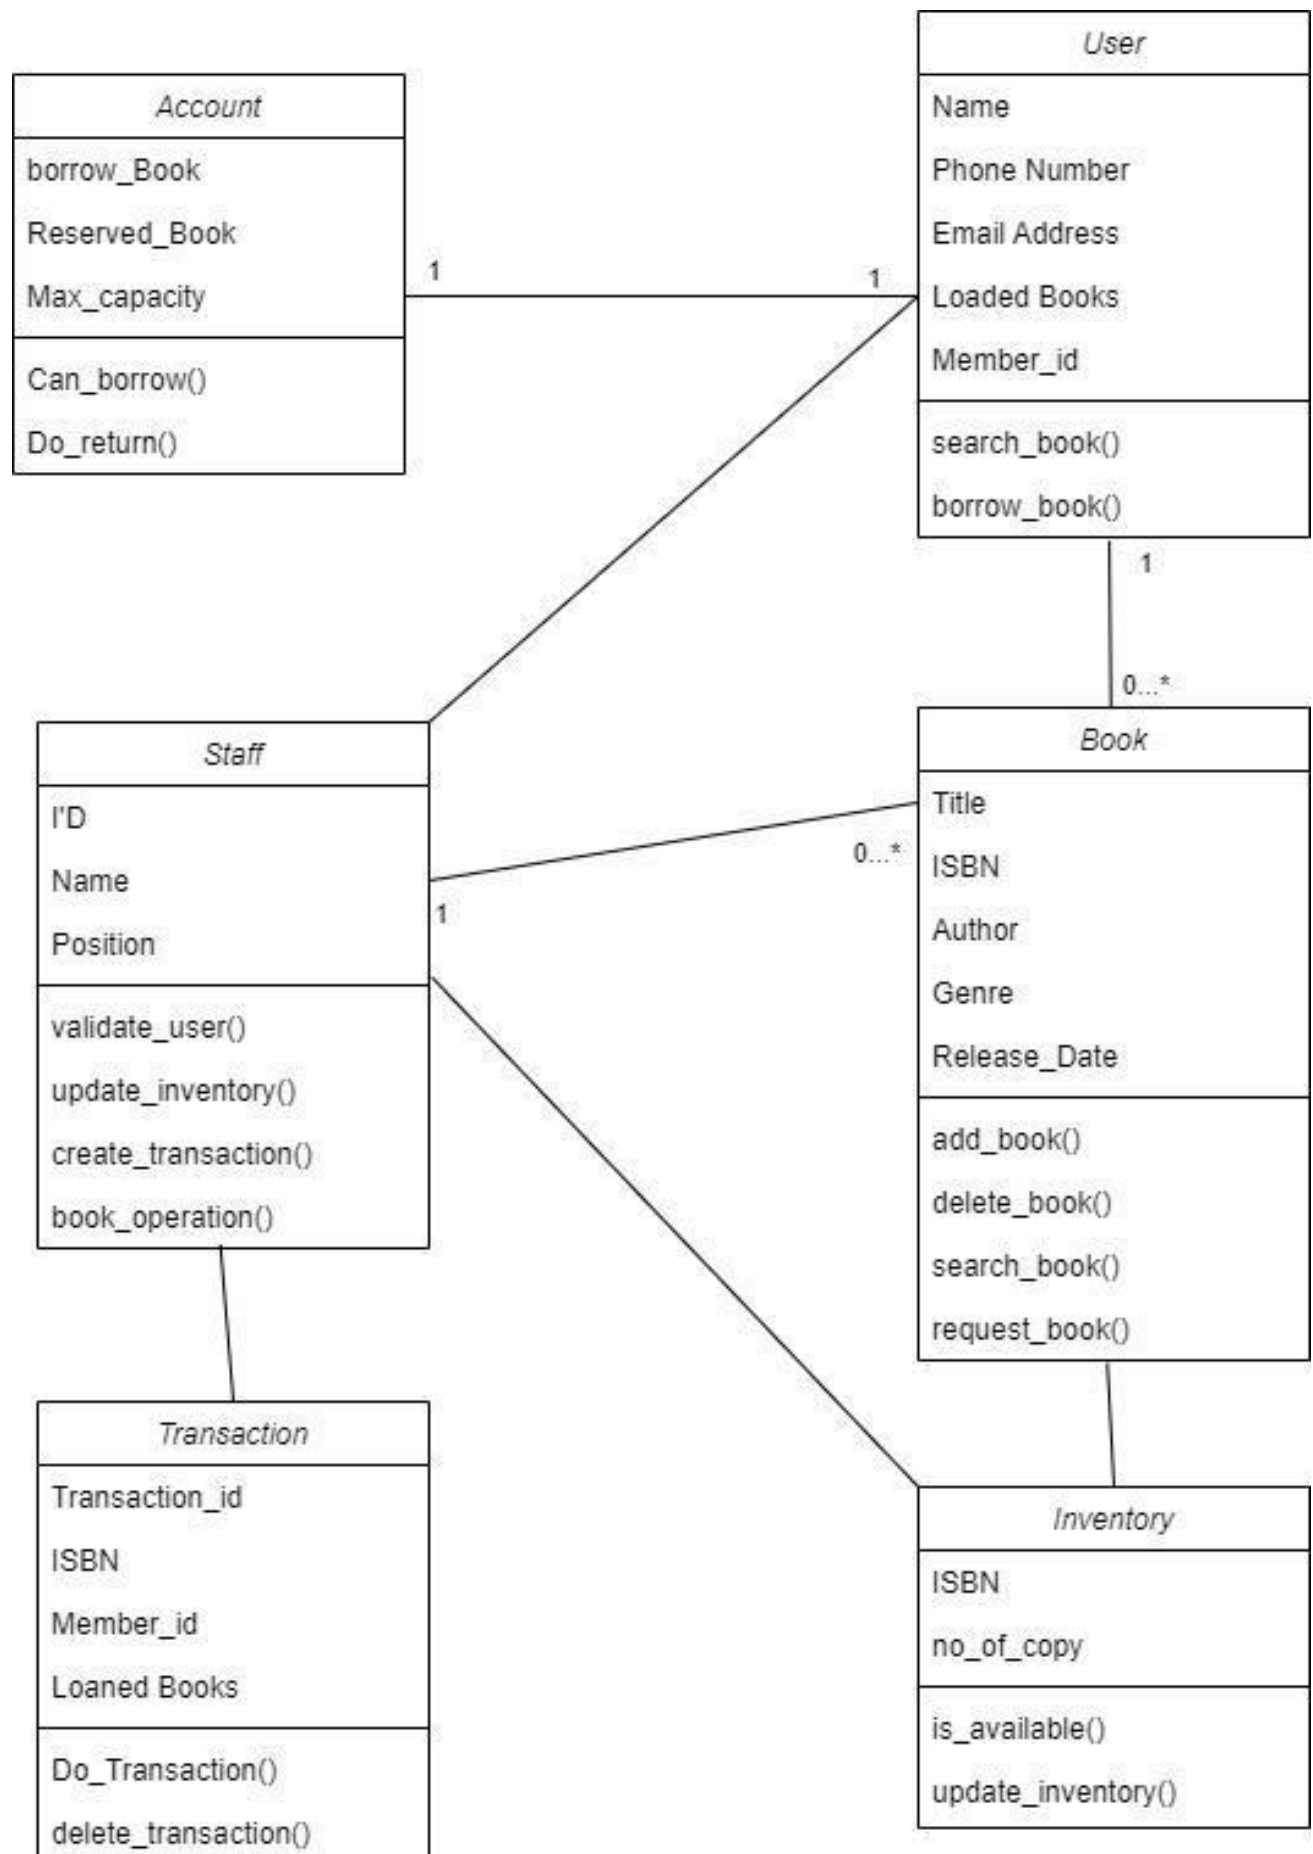 User
Name
Phone Number
Email Address
Loaded Books
Member_id
search_book()
borrow_book()
Account
borrow_Book
Reserved_Book
Max_capacity
Can_borrow()
Do_return()
1
1
1
0...*
Staff
I'D
Name
Position
validate_user()
update_inventory()
create_transaction()
book_operation()
1
0...*
Book
Title
ISBN
Author
Genre
Release_Date
add_book()
delete_book()
search_book()
request_book()
Transaction
Transaction_id
ISBN
Member_id
Loaned Books
Do_Transaction()
delete_transaction()
Inventory
ISBN
no_of_copy
is_available()
update_inventory()